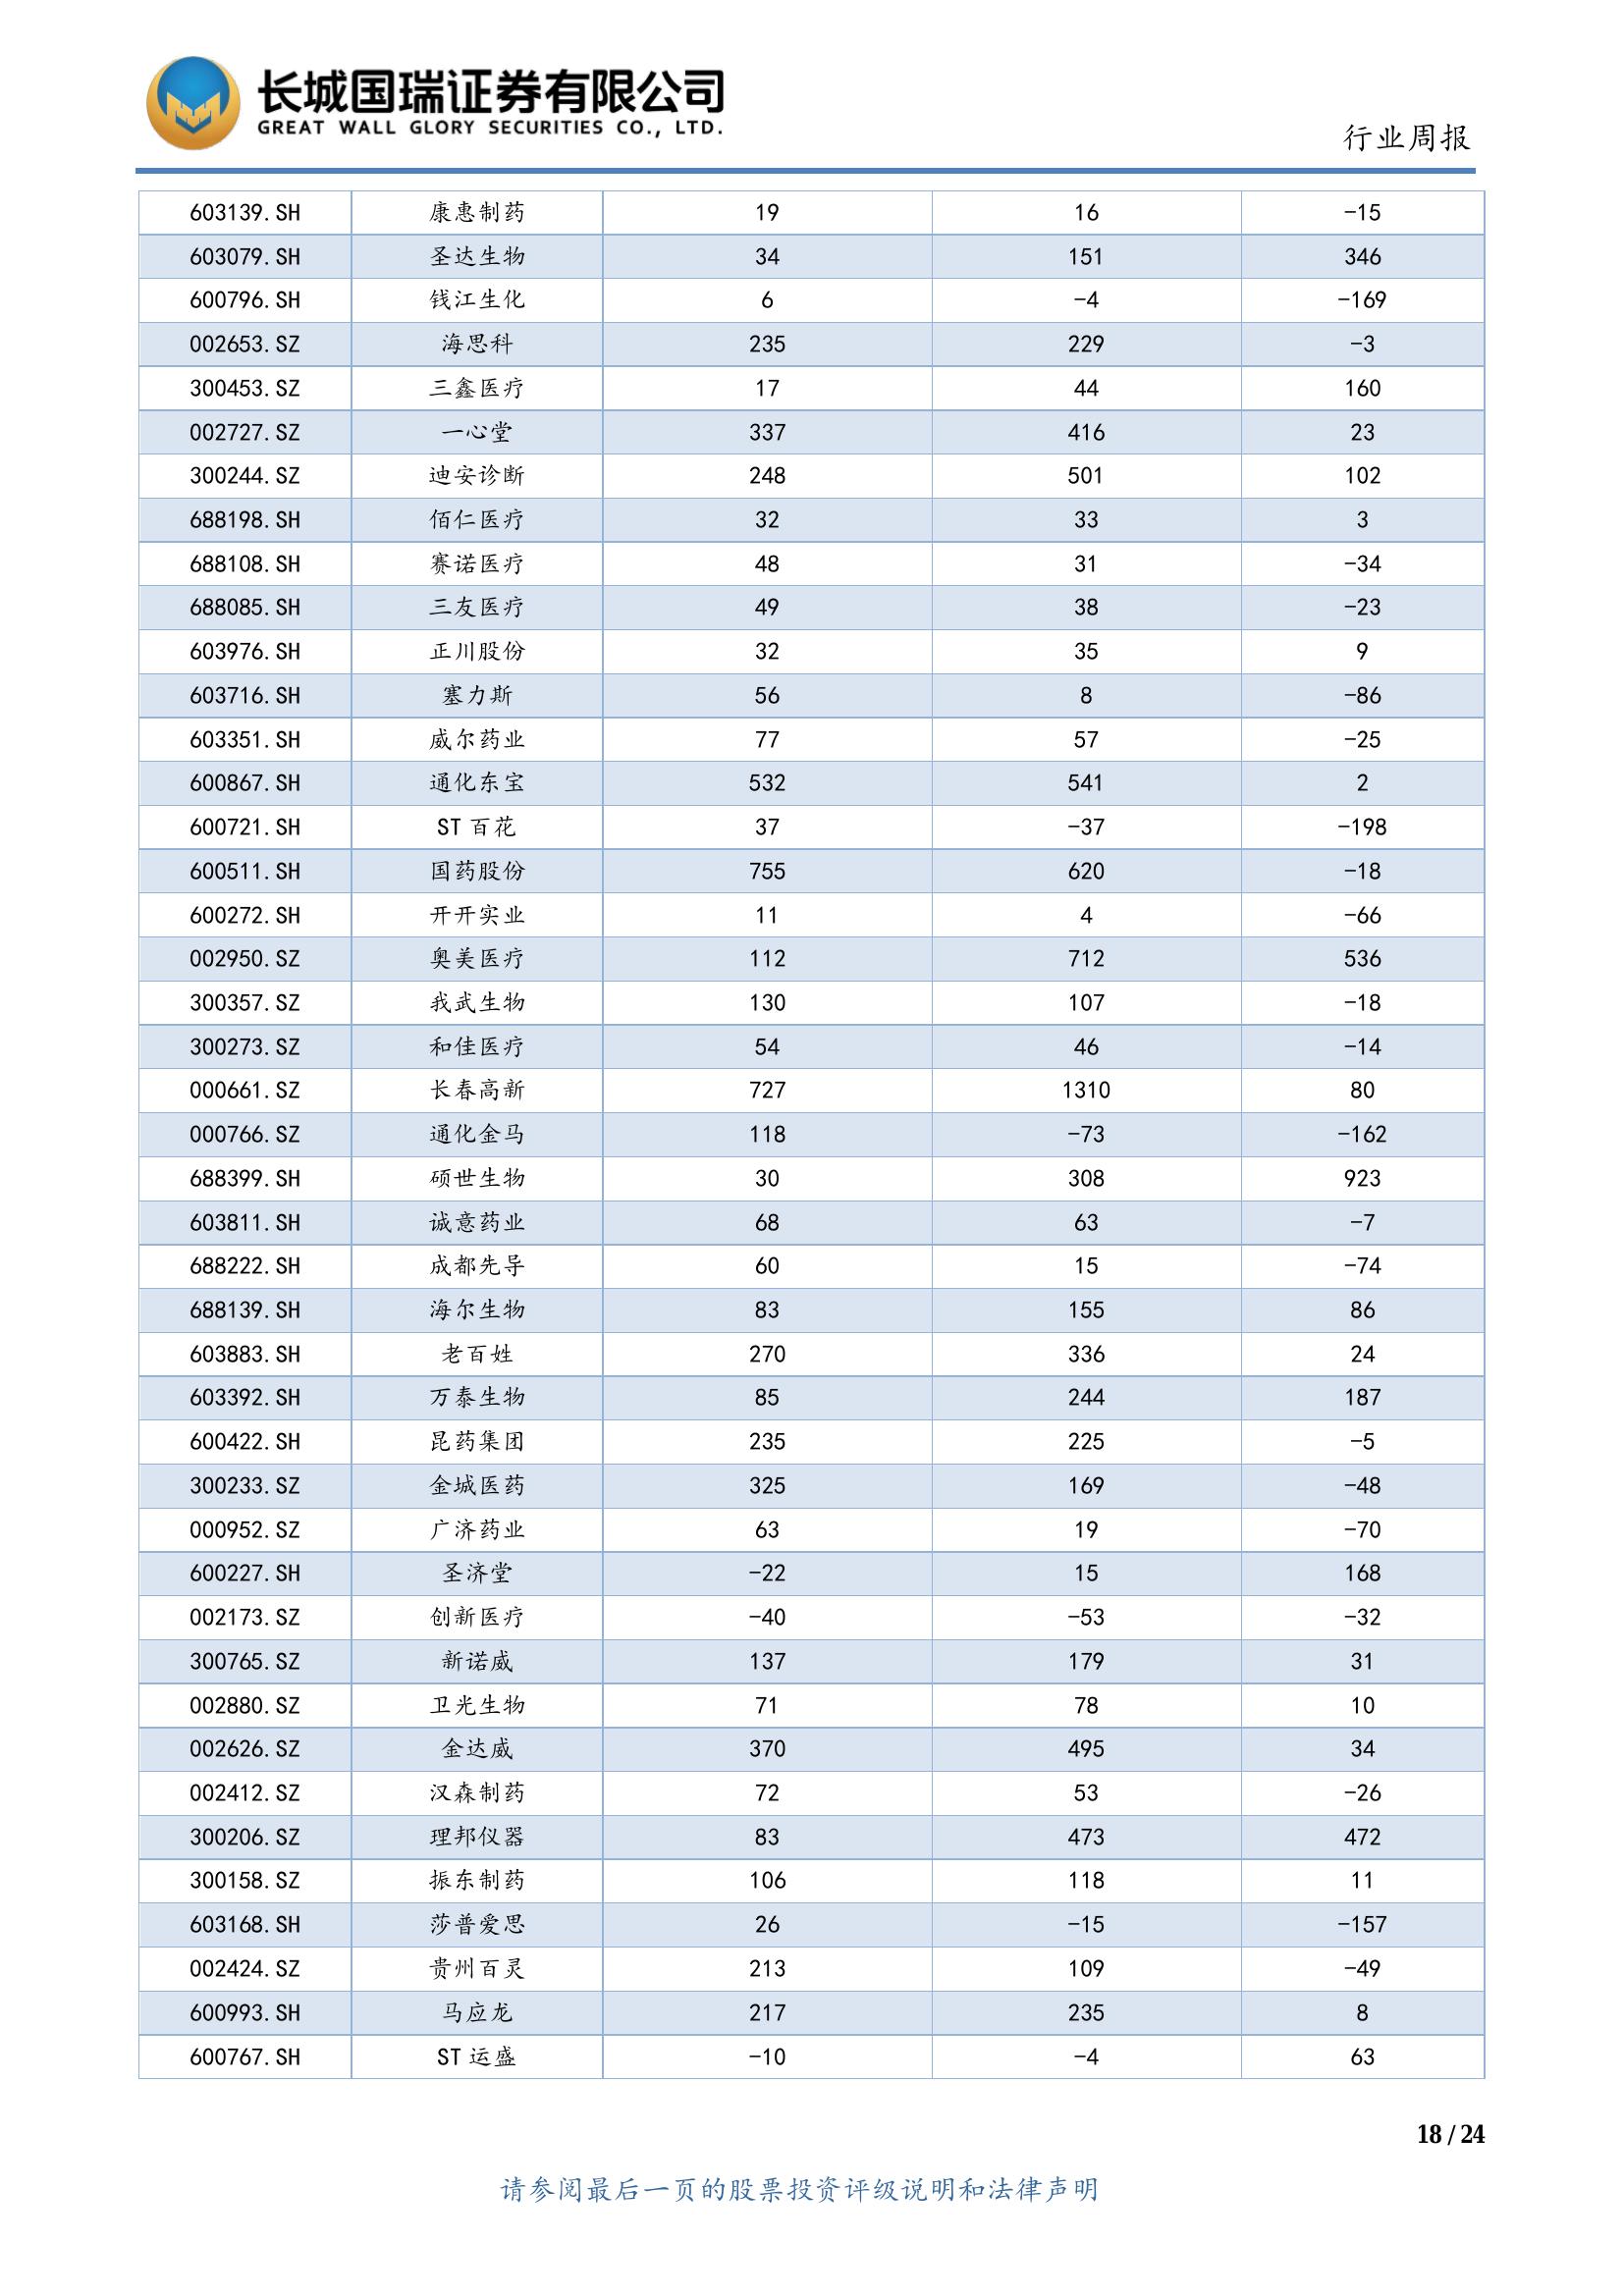 长城国瑞证券有限公司
GREAT WALL GLORY SECURITIES CO., LTD.
行业周报
603139.SH 康惠制药 19 16 -15
603079.SH 圣达生物 34 151 346
600796.SH 钱江生化 6 -4 -169
002653.SZ 海思科 235 229 -3
300453.SZ 三鑫医疗 17 44 160
002727.SZ 一心堂 337 416 23
300244.SZ 迪安诊断 248 501 102
688198.SH 佰仁医疗 32 33 3
688108.SH 赛诺医疗 48 31 -34
688085.SH 三友医疗 49 38 -23
603976.SH 正川股份 32 35 9
603716.SH 塞力斯 56 8 -86
603351.SH 威尔药业 77 57 -25
600867.SH 通化东宝 532 541 2
600721.SH ST百花 37 -37 -198
600511.SH 国药股份 755 620 -18
600272.SH 开开实业 11 4 -66
002950.SZ 奥美医疗 112 712 536
300357.SZ 我武生物 130 107 -18
300273.SZ 和佳医疗 54 46 -14
000661.SZ 长春高新 727 1310 80
000766.SZ 通化金马 118 -73 -162
688399.SH 硕世生物 30 308 923
603811.SH 诚意药业 68 63 -7
688222.SH 成都先导 60 15 -74
688139.SH 海尔生物 83 155 86
603883.SH 老百姓 270 336 24
603392.SH 万泰生物 85 244 187
600422.SH 昆药集团 235 225 -5
300233.SZ 金城医药 325 169 -48
000952.SZ 广济药业 63 19 -70
600227.SH 圣济堂 -22 15 168
002173.SZ 创新医疗 -40 -53 -32
300765.SZ 新诺威 137 179 31
002880.SZ 卫光生物 71 78 10
002626.SZ 金达威 370 495 34
002412.SZ 汉森制药 72 53 -26
300206.SZ 理邦仪器 83 473 472
300158.SZ 振东制药 106 118 11
603168.SH 莎普爱思 26 -15 -157
002424.SZ 贵州百灵 213 109 -49
600993.SH 马应龙 217 235 8
600767.SH ST运盛 -10 -4 63
18 / 24
请参阅最后一页的股票投资评级说明和法律声明